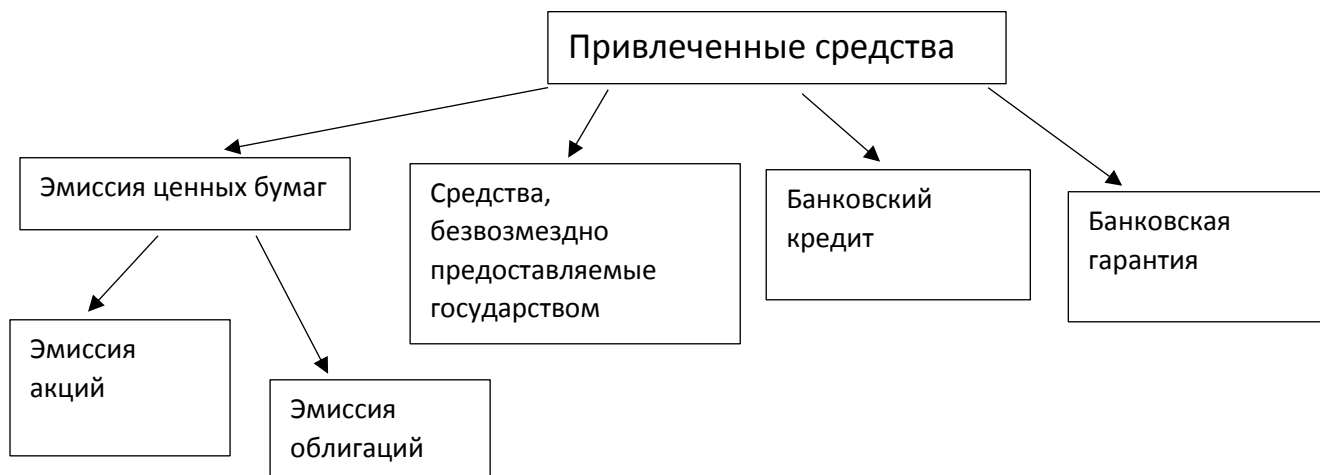 Привлеченные средства
Эмиссия ценных бумаг
Средства,
безвозмездно
предоставляемые
государством
Банковский
кредит
Банковская
гарантия
Эмиссия
акций
Эмиссия
облигаций